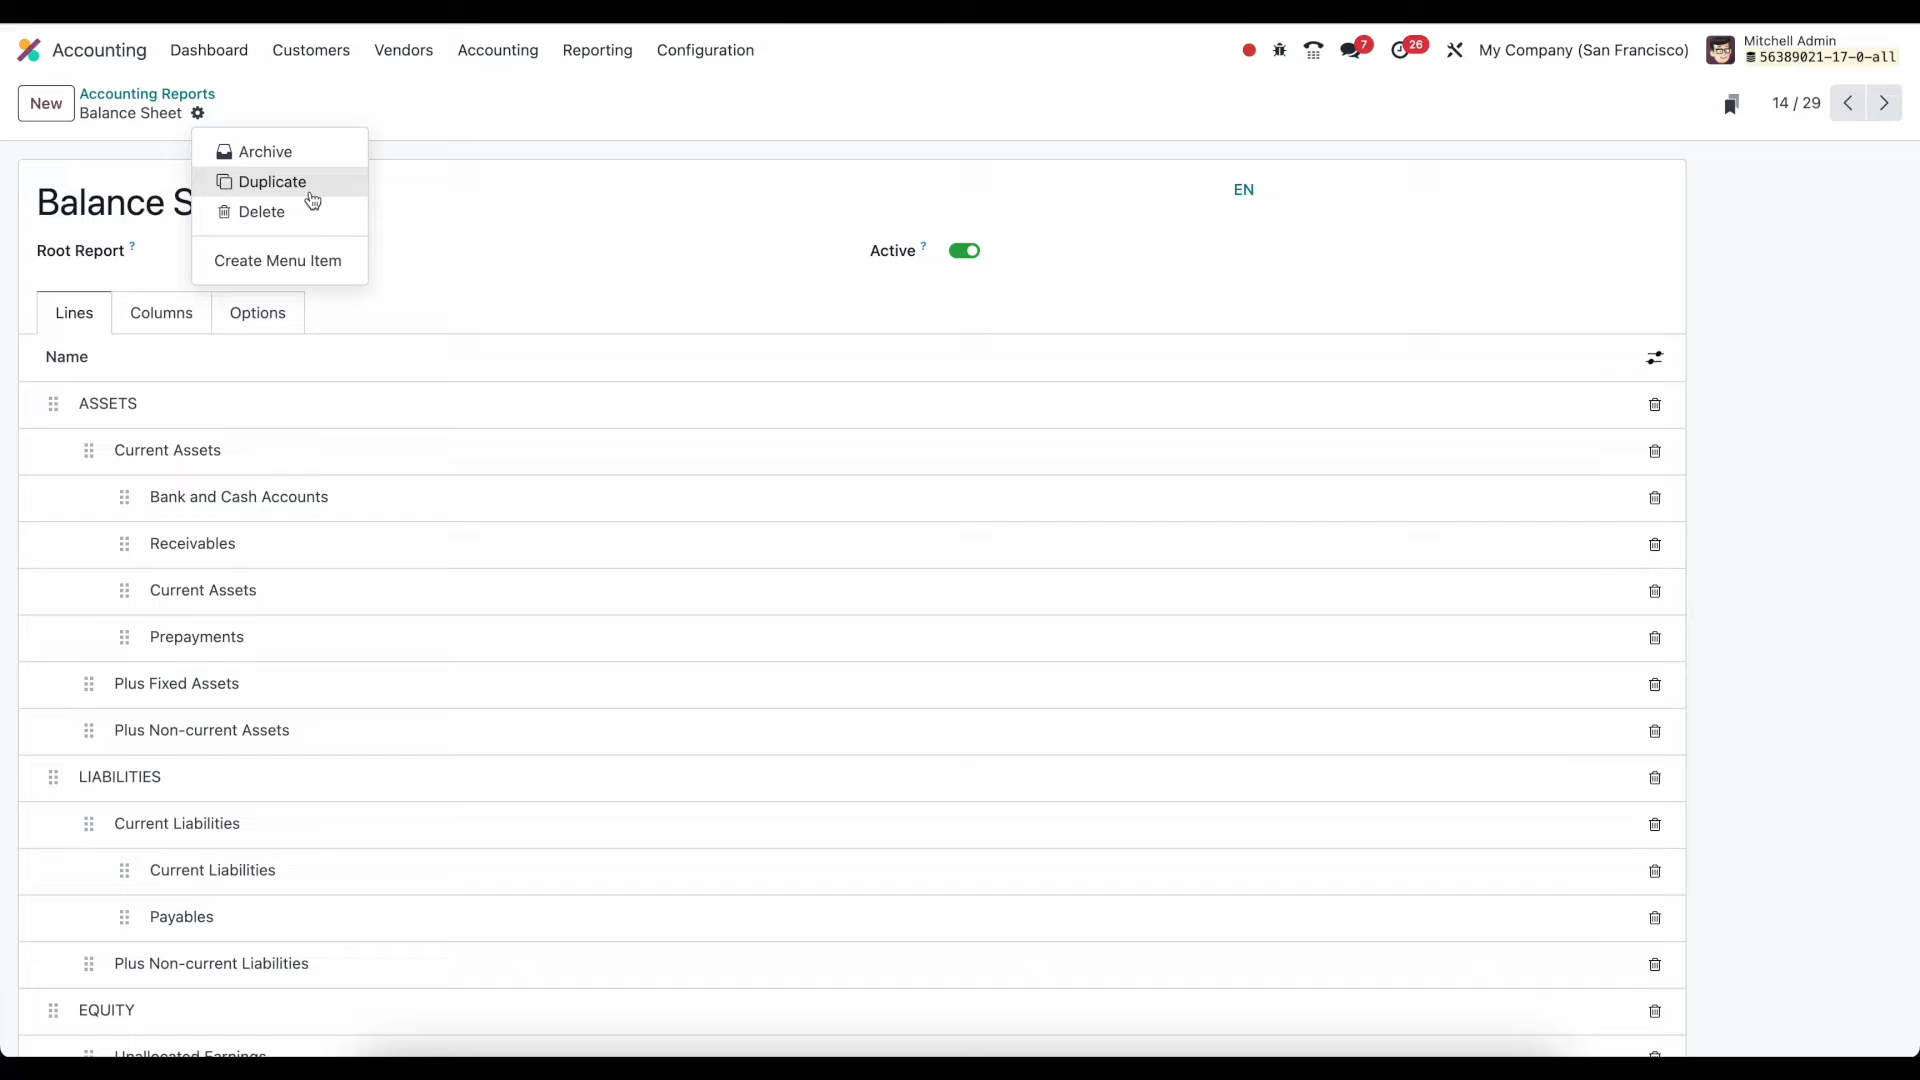 Accounting Dashboard Customers Vendors Accounting Reporting Configuration 7 26 My Company (San Francisco) Mitchell Admin
56389021-17-0-all
New Accounting Reports
Balance Sheet
14 / 29
Archive
Duplicate
Delete
Create Menu Item
Balance S
EN
Root Report ?
Active ?
Lines Columns Options
Name
ASSETS
Current Assets
Bank and Cash Accounts
Receivables
Current Assets
Prepayments
Plus Fixed Assets
Plus Non-current Assets
LIABILITIES
Current Liabilities
Current Liabilities
Payables
Plus Non-current Liabilities
EQUITY
Unallocated Earnings